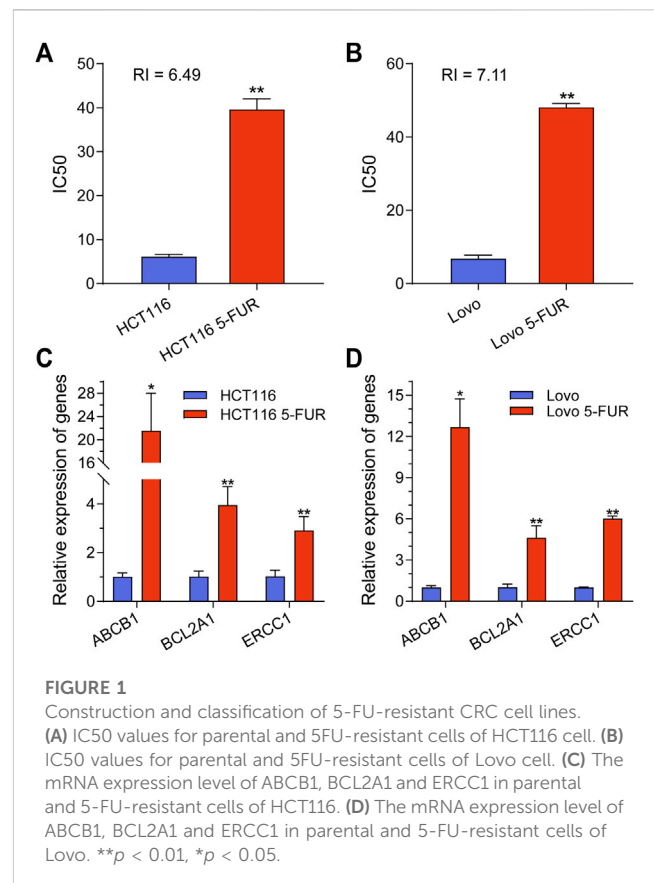 A
RI = 6.49
**
IC50
50
40
30
20
10
0
HCT116
HCT116 5-FUR
B
RI = 7.11
**
IC50
60
40
20
0
Lovo
Lovo 5-FUR
C
HCT116
HCT116 5-FUR
Relative expression of genes
28
24
20
16
4
2
0
*
**
**
ABCB1
BCL2A1
ERCC1
D
Lovo
Lovo 5-FUR
Relative expression of genes
15
12
9
6
3
0
*
**
**
ABCB1
BCL2A1
ERCC1
FIGURE 1
Construction and classification of 5-FU-resistant CRC cell lines.
(A) IC50 values for parental and 5FU-resistant cells of HCT116 cell. (B)
IC50 values for parental and 5FU-resistant cells of Lovo cell. (C) The
mRNA expression level of ABCB1, BCL2A1 and ERCC1 in parental
and 5-FU-resistant cells of HCT116. (D) The mRNA expression level of
ABCB1, BCL2A1 and ERCC1 in parental and 5-FU-resistant cells of
Lovo. **p < 0.01, *p < 0.05.